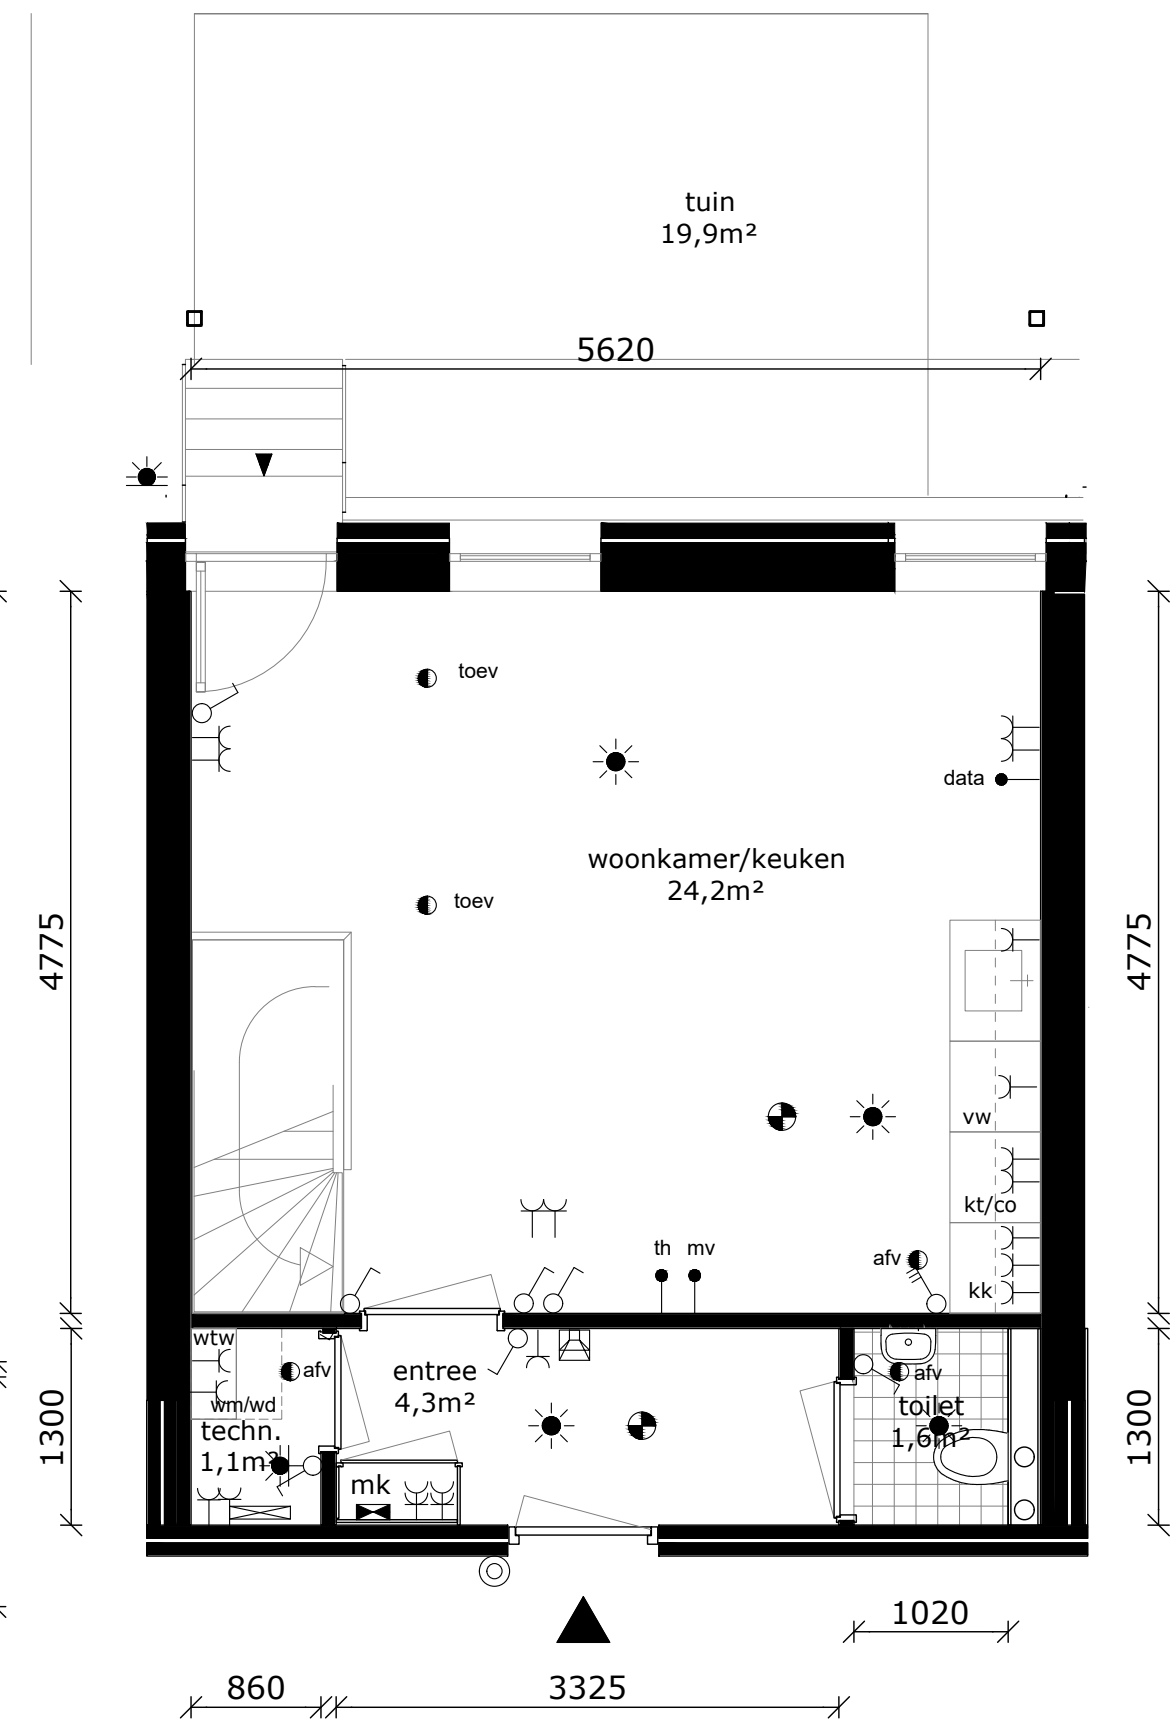 tuin
19,9m²
5620
toev
data
woonkamer/keuken
24,2m²
toev
4775
4775
vw
kt/co
th
mv
afv
kk
wtw
afv
entree
4,3m²
afv
wm/wd
techn.
1,1m²
toilet
1,6m²
1300
1300
mk
1020
860
3325